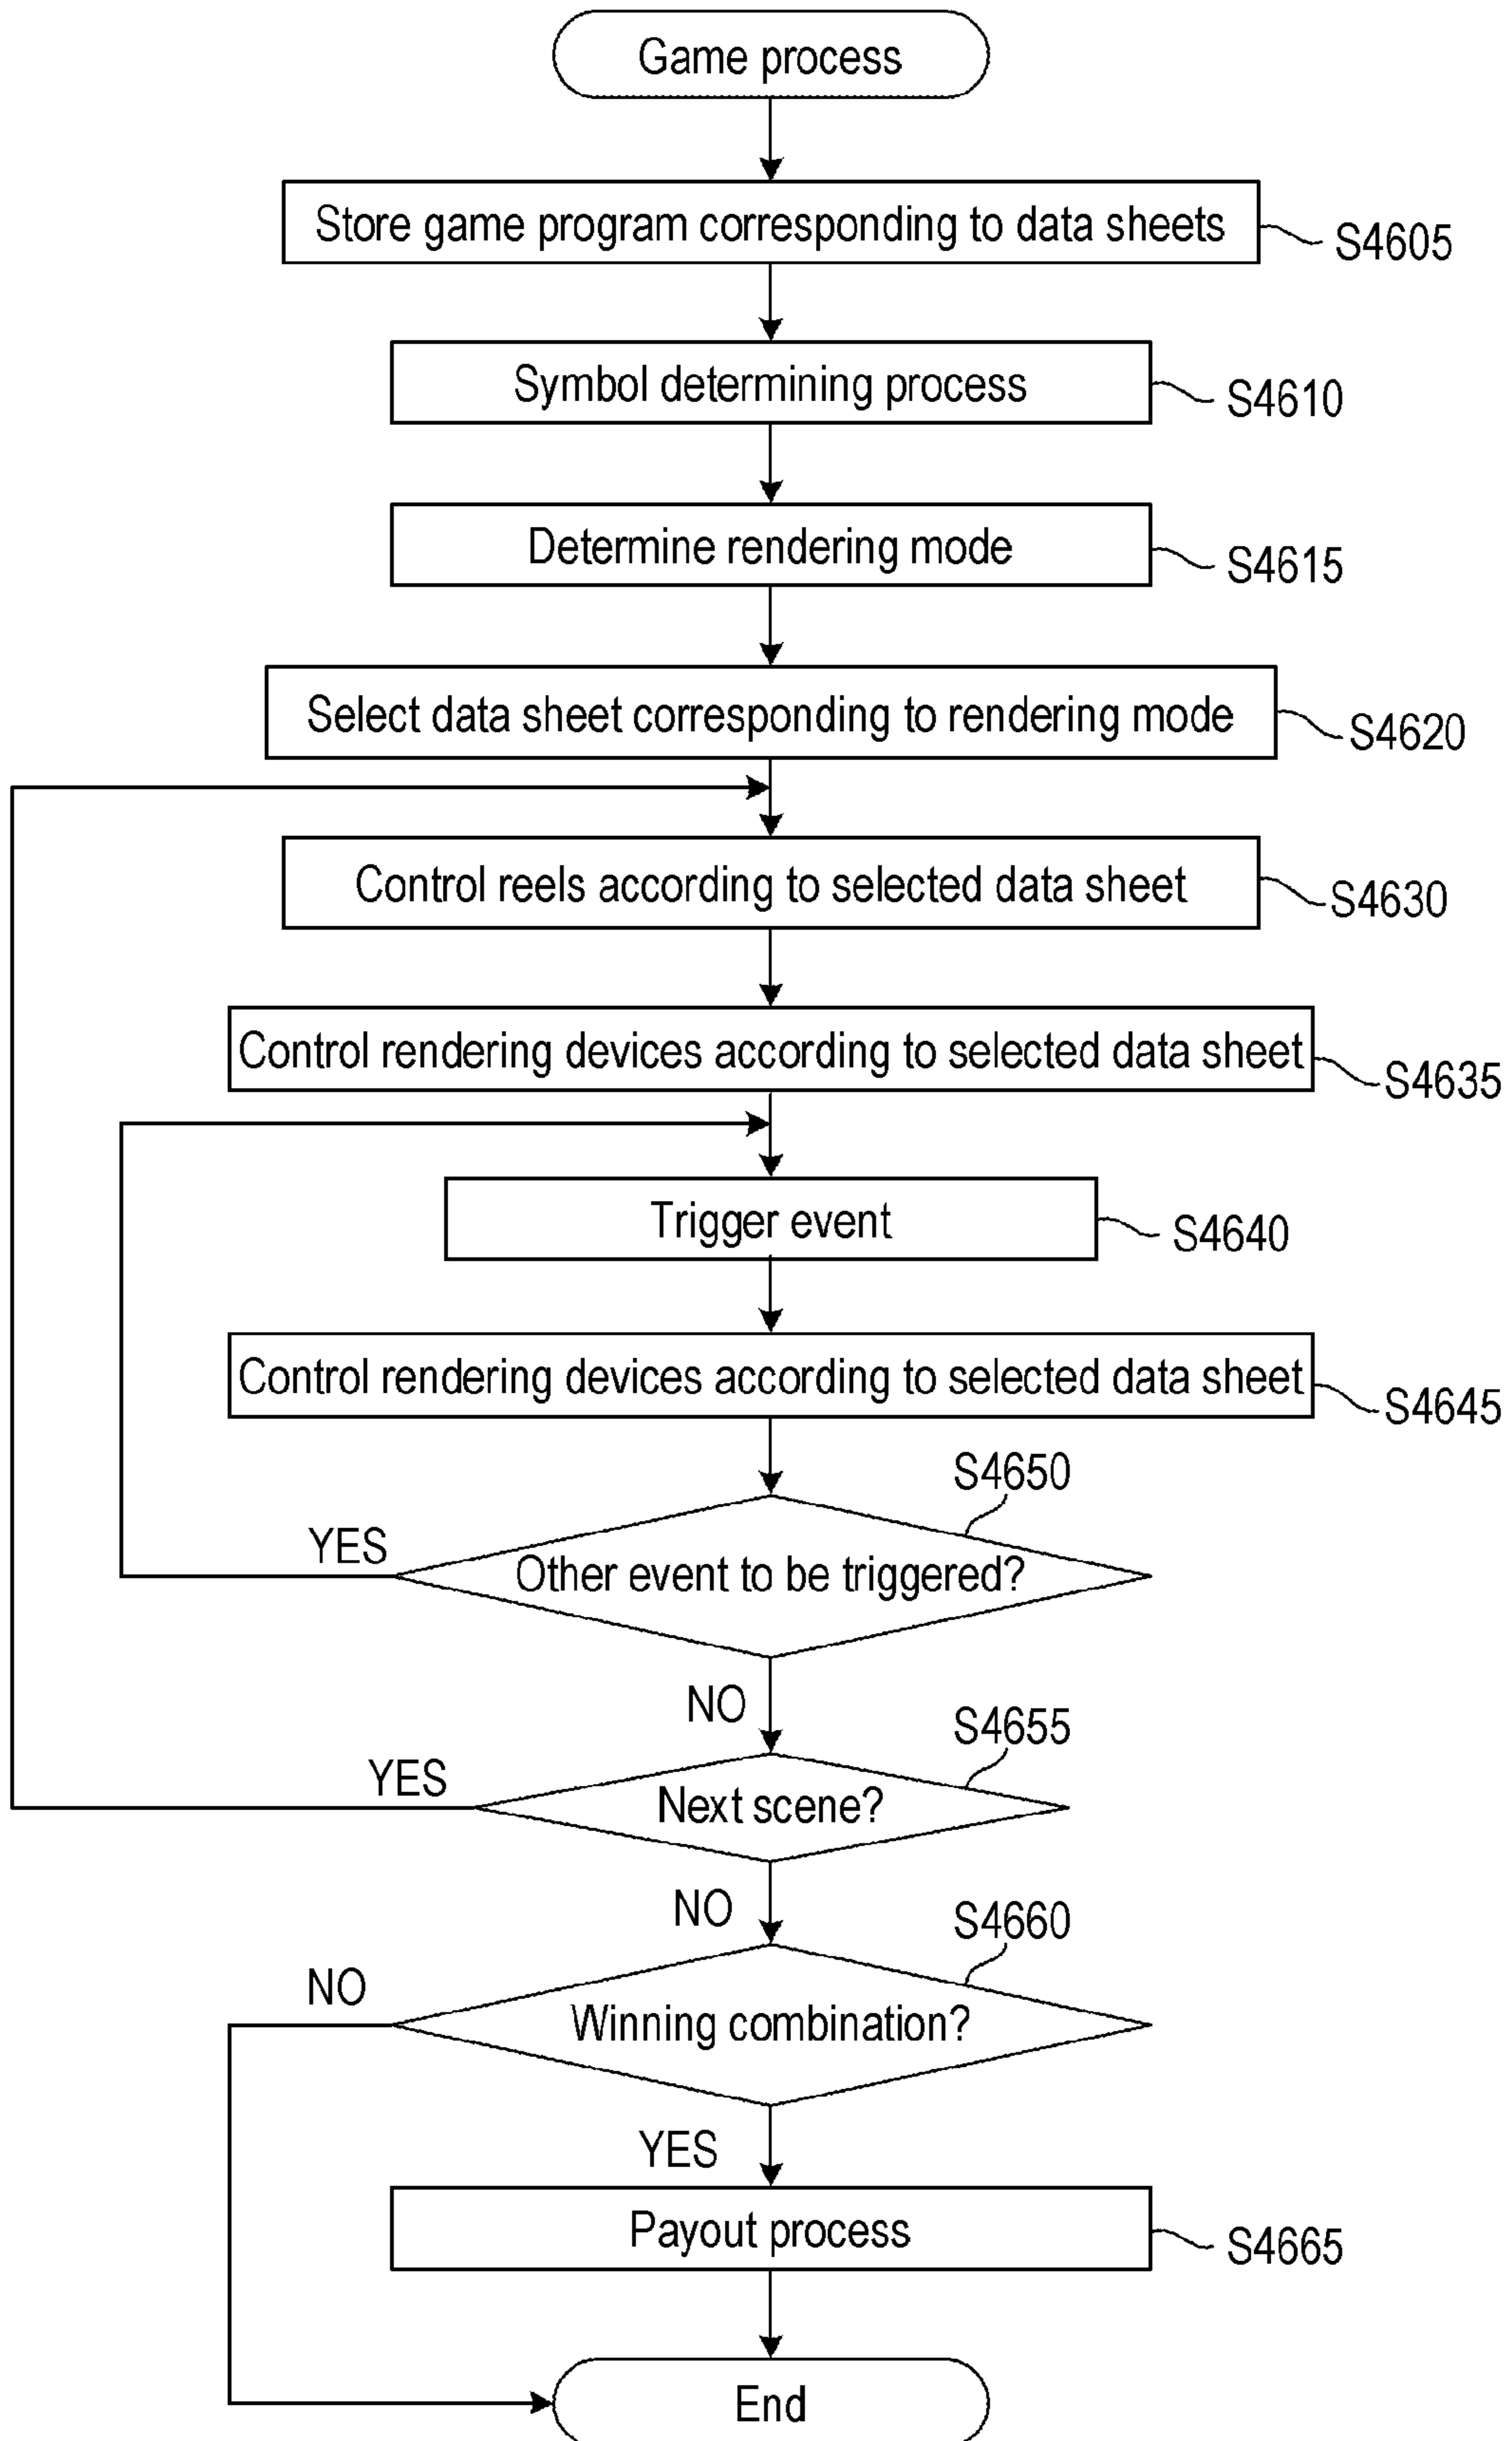 Game process
Store game program corresponding to data sheets
S4605
Symbol determining process
S4610
Determine rendering mode
S4615
Select data sheet corresponding to rendering mode
S4620
Control reels according to selected data sheet
S4630
Control rendering devices according to selected data sheet
S4635
Trigger event
S4640
Control rendering devices according to selected data sheet
S4645
S4650
YES
Other event to be triggered?
NO
S4655
YES
Next scene?
NO
S4660
NO
Winning combination?
YES
Payout process
S4665
End